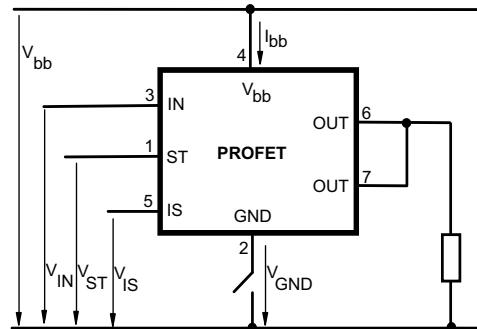 I bb
V bb
4
V bb
3
IN
6
OUT
1
ST
PROFET
7
OUT
5
IS
GND
2
V IN
V ST
V IS
V GND